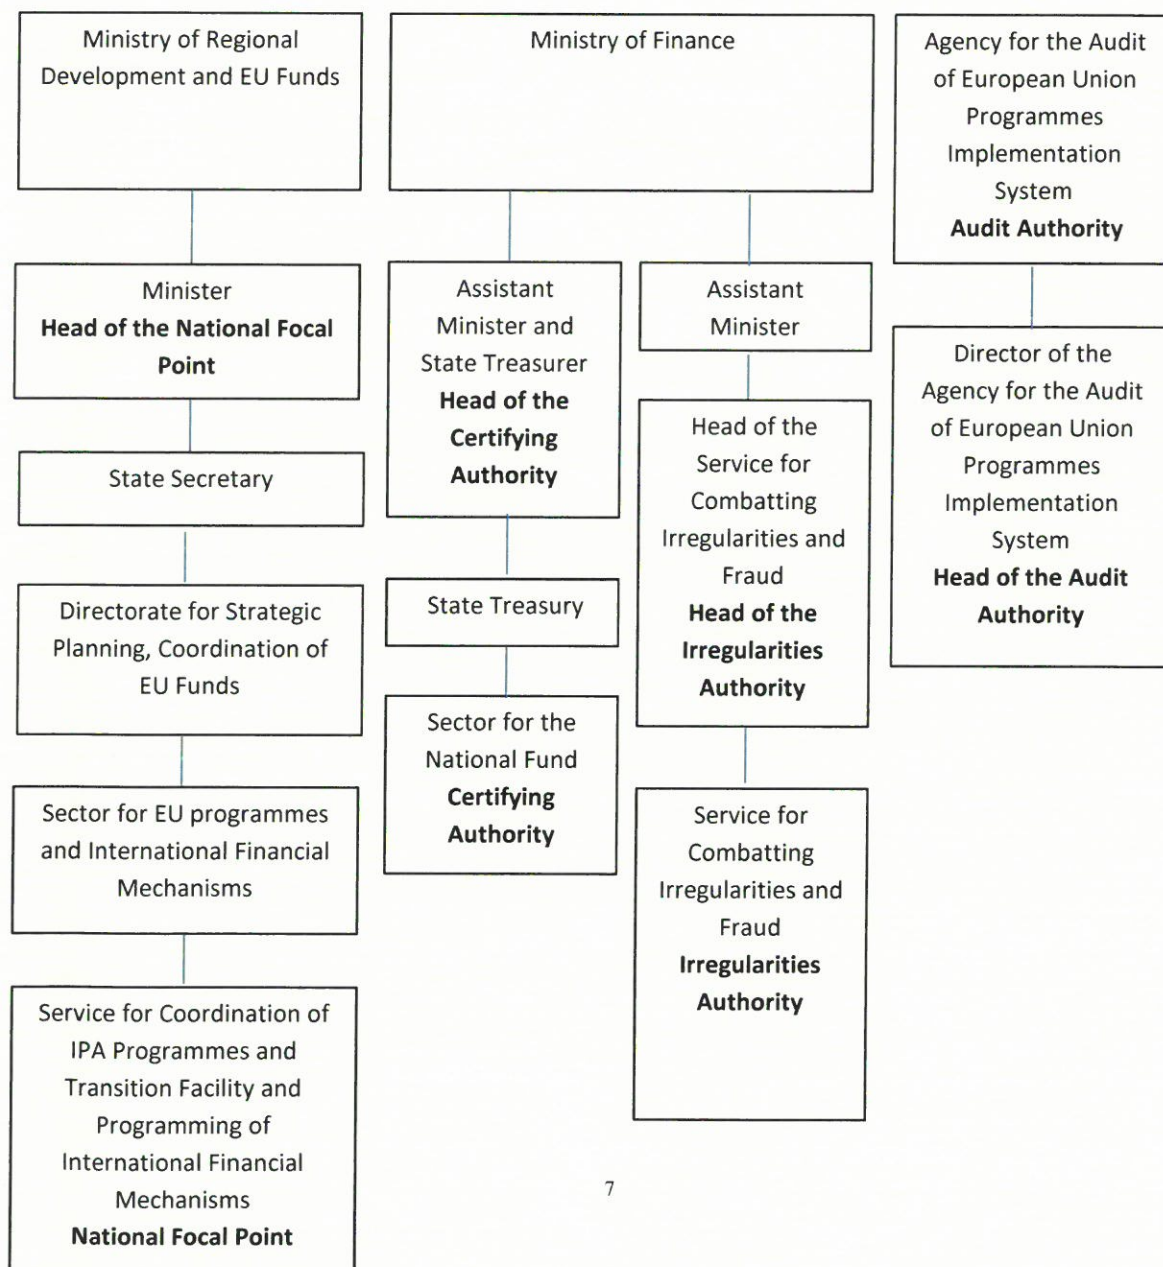 Ministry of Regional
Development and EU Funds
Minister
Head of the National Focal
Point
State Secretary
Directorate for Strategic
Planning, Coordination of
EU Funds
Sector for EU programmes
and International Financial
Mechanisms
Service for Coordination of
IPA Programmes and
Transition Facility and
Programming of
International Financial
Mechanisms
National Focal Point
Ministry of Finance
Assistant
Minister and
State Treasurer
Head of the
Certifying
Authority
State Treasury
Sector for the
National Fund
Certifying
Authority
Assistant
Minister
Head of the
Service for
Combatting
Irregularities and
Fraud
Head of the
Irregularities
Authority
Service for
Combatting
Irregularities and
Fraud
Irregularities
Authority
Agency for the Audit
of European Union
Programmes
Implementation
System
Audit Authority
Director of the
Agency for the Audit
of European Union
Programmes
Implementation
System
Head of the Audit
Authority
7